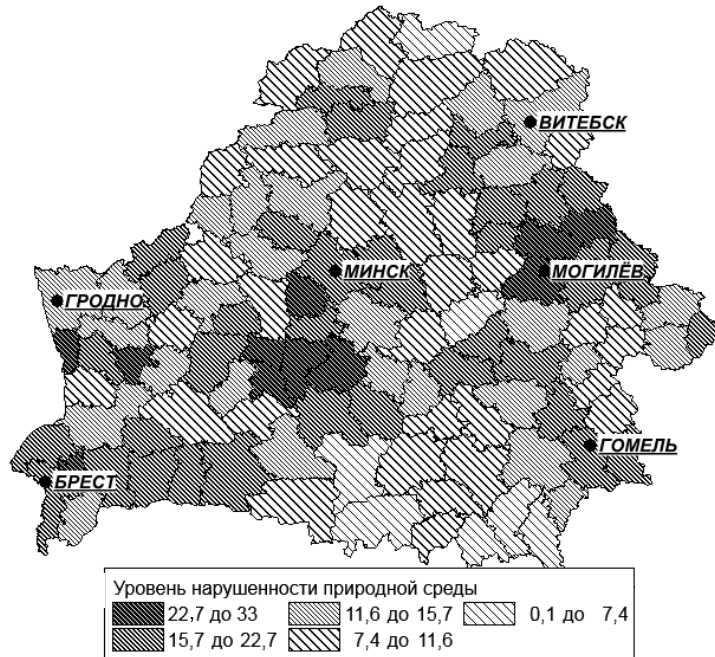 ВИТЕБСК
МИНСК
МОГИЛЁВ
ГРОДНО
ГОМЕЛЬ
БРЕСТ
Уровень нарушенности природной среды
22,7 до 33 11,6 до 15,7 0,1 до 7,4
15,7 до 22,7 7,4 до 11,6